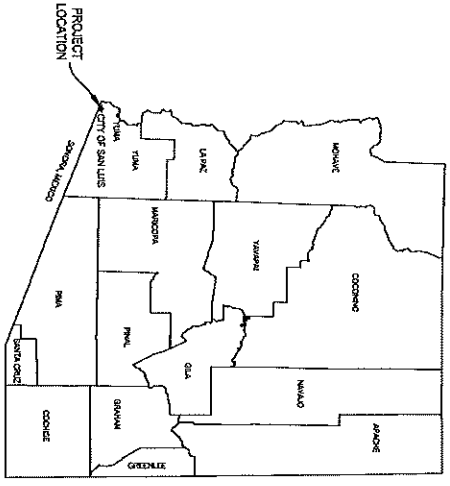 PROJECT
LOCATION
MOHAVE
COCONINO
NAVAJO
APACHE
LA PAZ
YAVAPAI
YUMA
YUMA
CITY OF SAN LUIS
SONORA, MEXICO
MARICOPA
GILA
PINAL
GRAHAM
GREENLEE
PIMA
SANTA CRUZ
COCHISE